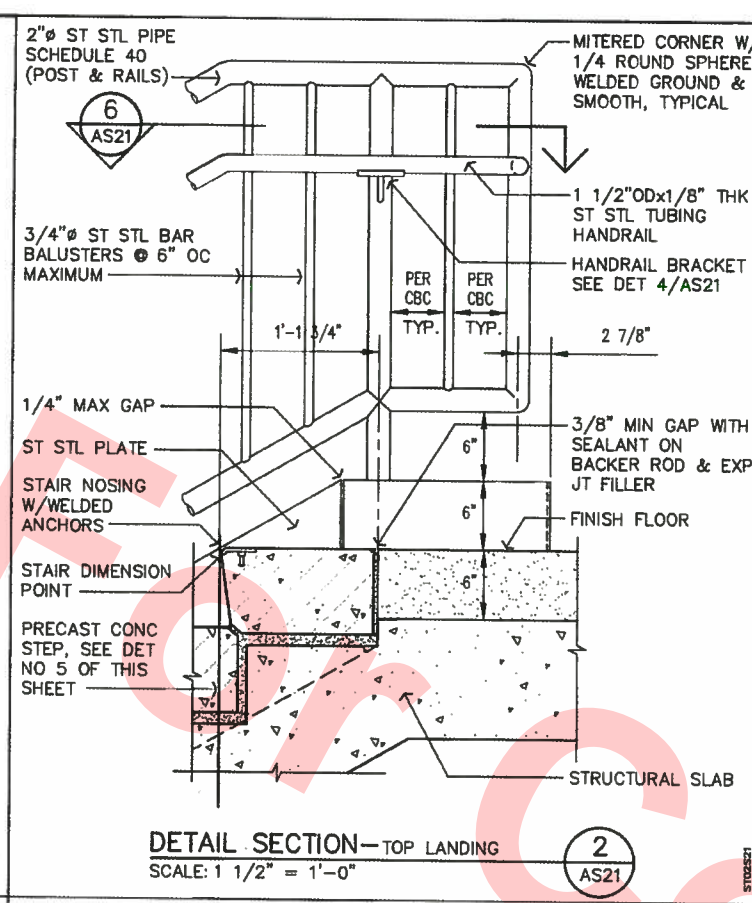 2"ø ST STL PIPE
SCHEDULE 40
(POST & RAILS)
6
AS21
MITERED CORNER W/
1/4 ROUND SPHERE
WELDED GROUND &
SMOOTH, TYPICAL
1 1/2"ODx1/8" THK
ST STL TUBING
HANDRAIL
3/4"ø ST STL BAR
BALUSTERS @ 6" OC
MAXIMUM
HANDRAIL BRACKET
SEE DET 4/AS21
PER
CBC
TYP.
PER
CBC
TYP.
1'-1 3/4"
2 7/8"
1/4" MAX GAP
ST STL PLATE
STAIR NOSING
W/WELDED
ANCHORS
STAIR DIMENSION
POINT
PRECAST CONC
STEP, SEE DET
NO 5 OF THIS
SHEET
6"
6"
6"
3/8" MIN GAP WITH
SEALANT ON
BACKER ROD & EXP
JT FILLER
FINISH FLOOR
STRUCTURAL SLAB
For Co
DETAIL SECTION-TOP LANDING
SCALE: 1 1/2" = 1'-0"
2
AS21
ST02S21